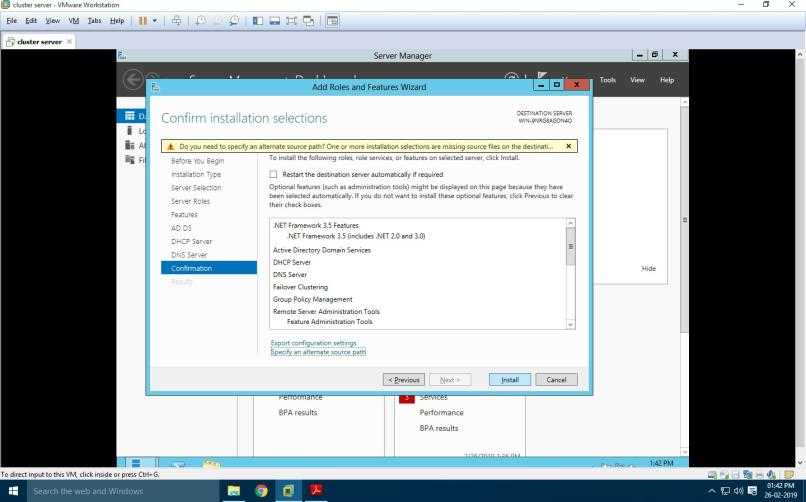 cluster server - VMware Workstation
File Edit View VM Tabs Help
cluster server
Server Manager
Tools View Help
Add Roles and Features Wizard
Confirm installation selections
DESTINATION SERVER
WIN-9NRG8AGDN4O
Do you need to specify an alternate source path? One or more installation selections are missing source files on the destinati...
Before You Begin
Installation Type
Server Selection
Server Roles
Features
AD DS
DHCP Server
DNS Server
Confirmation
Results
To install the following roles, role services, or features on selected server, click Install.
Restart the destination server automatically if required
Optional features (such as administration tools) might be displayed on this page because they have
been selected automatically. If you do not want to install these optional features, click Previous to clear
their check boxes.
.NET Framework 3.5 Features
.NET Framework 3.5 (includes .NET 2.0 and 3.0)
Active Directory Domain Services
DHCP Server
DNS Server
Failover Clustering
Group Policy Management
Remote Server Administration Tools
Feature Administration Tools
Export configuration settings
Specify an alternate source path
< Previous Next > Install Cancel
Hide
Performance
BPA results
3 Services
Performance
BPA results
2/26/2019 1:36 PM
1:42 PM
To direct input to this VM, click inside or press Ctrl+G.
Search the web and Windows
01:42 PM
26-02-2019